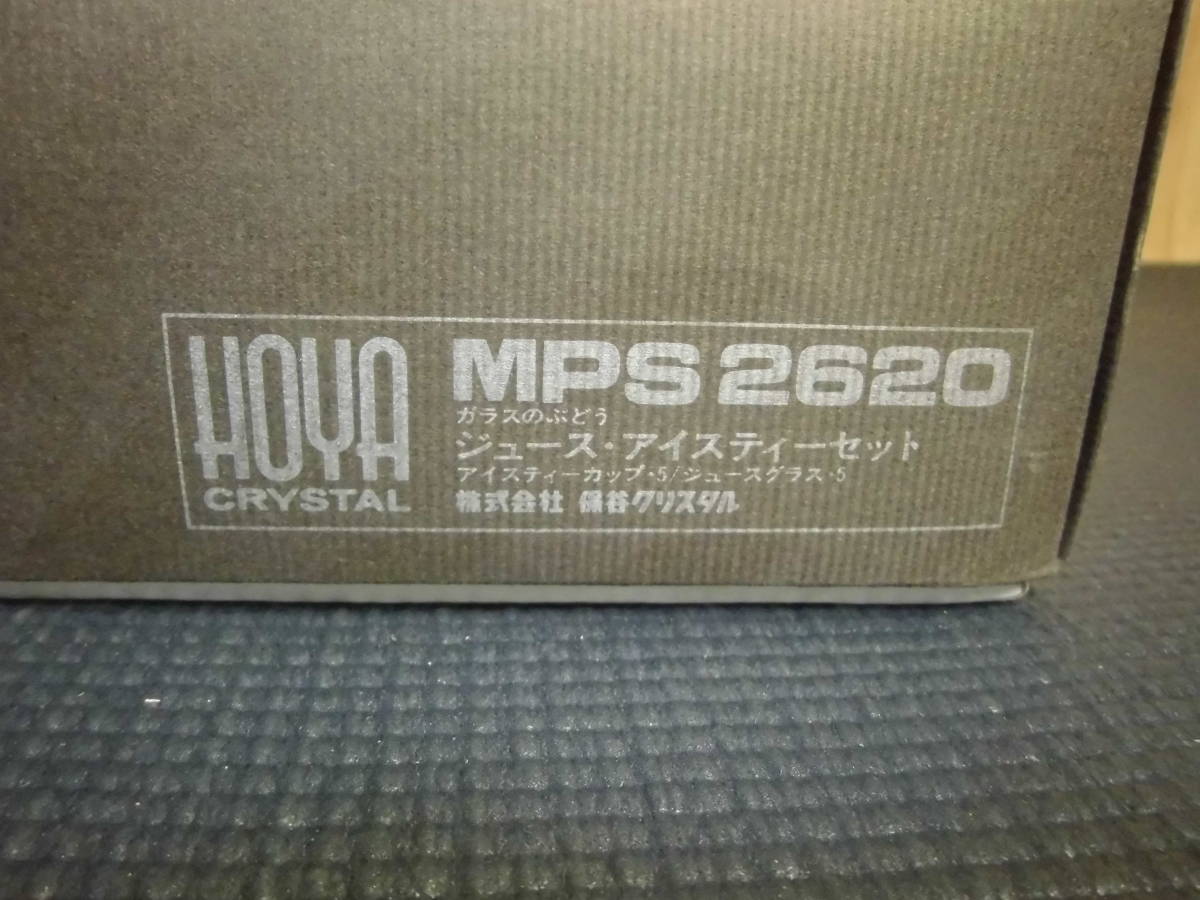 HOYA
CRYSTAL
MPS 2620
ガラスのぶどう
ジュース・アイスティーセット
アイスティーカップ・5/ジュースグラス・5
株式会社 保谷クリスタル